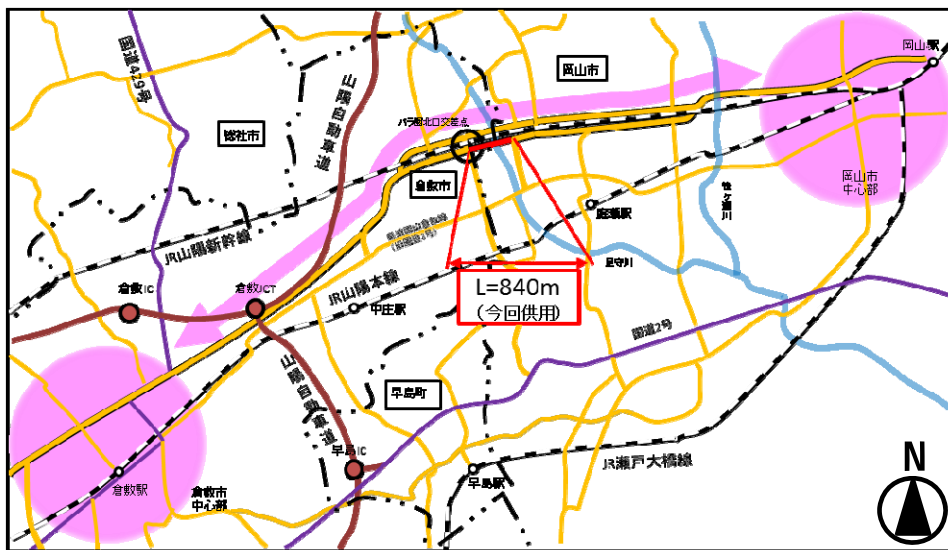 国道429号
山陽自動車道
岡山市
岡山駅
総社市
バラ園北口交差点
倉敷市
岡山市
中心部
笹ヶ瀬川
庭瀬駅
足守川
JR山陽新幹線
JR山陽本線
倉敷IC
倉敷JCT
中庄駅
L=840m
(今回供用)
国道2号
山陽自動車道
早島町
早島IC
早島駅
JR瀬戸大橋線
倉敷駅
倉敷市
中心部
N